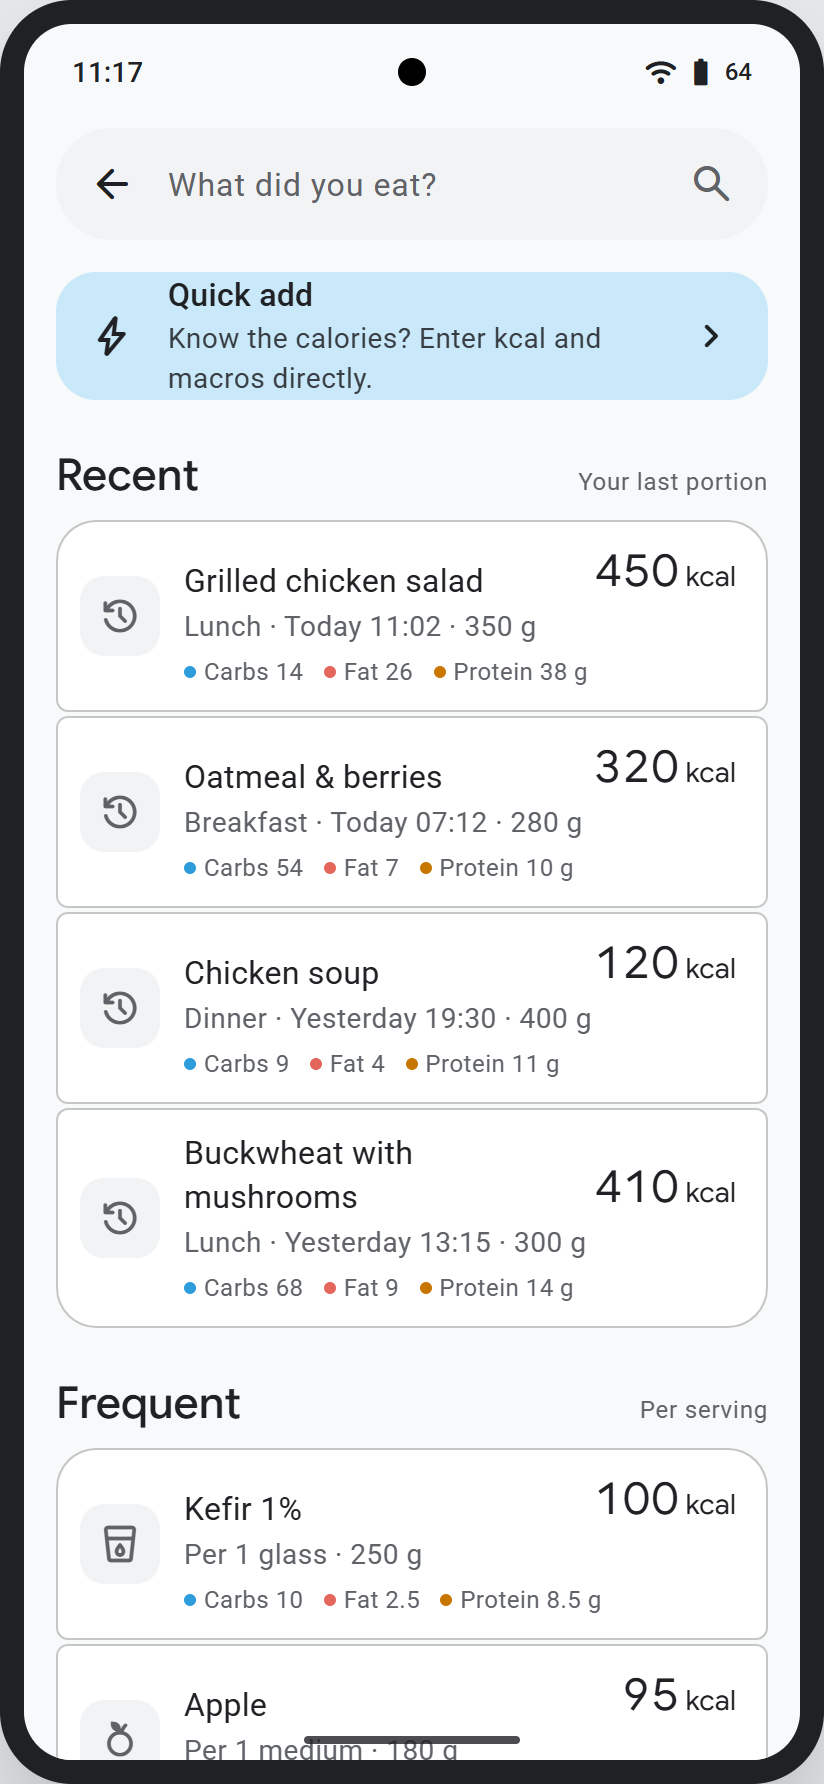 11:17
64
What did you eat?
Quick add
Know the calories? Enter kcal and
macros directly.
Recent
Your last portion
Grilled chicken salad
450 kcal
Lunch · Today 11:02 · 350 g
Carbs 14 Fat 26 Protein 38 g
Oatmeal & berries
320 kcal
Breakfast · Today 07:12 · 280 g
Carbs 54 Fat 7 Protein 10 g
Chicken soup
120 kcal
Dinner · Yesterday 19:30 · 400 g
Carbs 9 Fat 4 Protein 11 g
Buckwheat with
mushrooms
410 kcal
Lunch · Yesterday 13:15 · 300 g
Carbs 68 Fat 9 Protein 14 g
Frequent
Per serving
Kefir 1%
100 kcal
Per 1 glass · 250 g
Carbs 10 Fat 2.5 Protein 8.5 g
Apple
95 kcal
Per 1 medium · 180 g